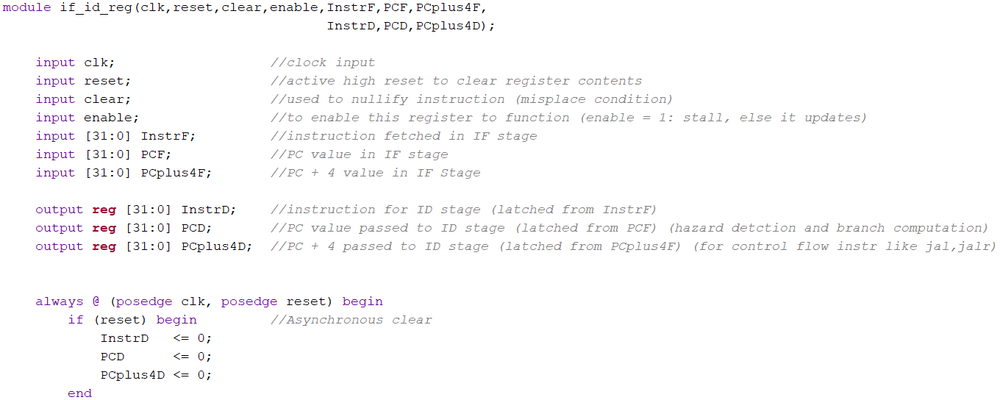 module if_id_reg(clk,reset,clear,enable,InstrF,PCF,PCplus4F,
InstrD,PCD,PCplus4D);
input clk; //clock input
input reset; //active high reset to clear register contents
input clear; //used to nullify instruction (misplace condition)
input enable; //to enable this register to function (enable = 1: stall, else it updates)
input [31:0] InstrF; //instruction fetched in IF stage
input [31:0] PCF; //PC value in IF stage
input [31:0] PCplus4F; //PC + 4 value in IF Stage
output reg [31:0] InstrD; //instruction for ID stage (latched from InstrF)
output reg [31:0] PCD; //PC value passed to ID stage (latched from PCF) (hazard detction and branch computation)
output reg [31:0] PCplus4D; //PC + 4 passed to ID stage (latched from PCplus4F) (for control flow instr like jal,jalr)
always @ (posedge clk, posedge reset) begin
if (reset) begin //Asynchronous clear
InstrD <= 0;
PCD <= 0;
PCplus4D <= 0;
end